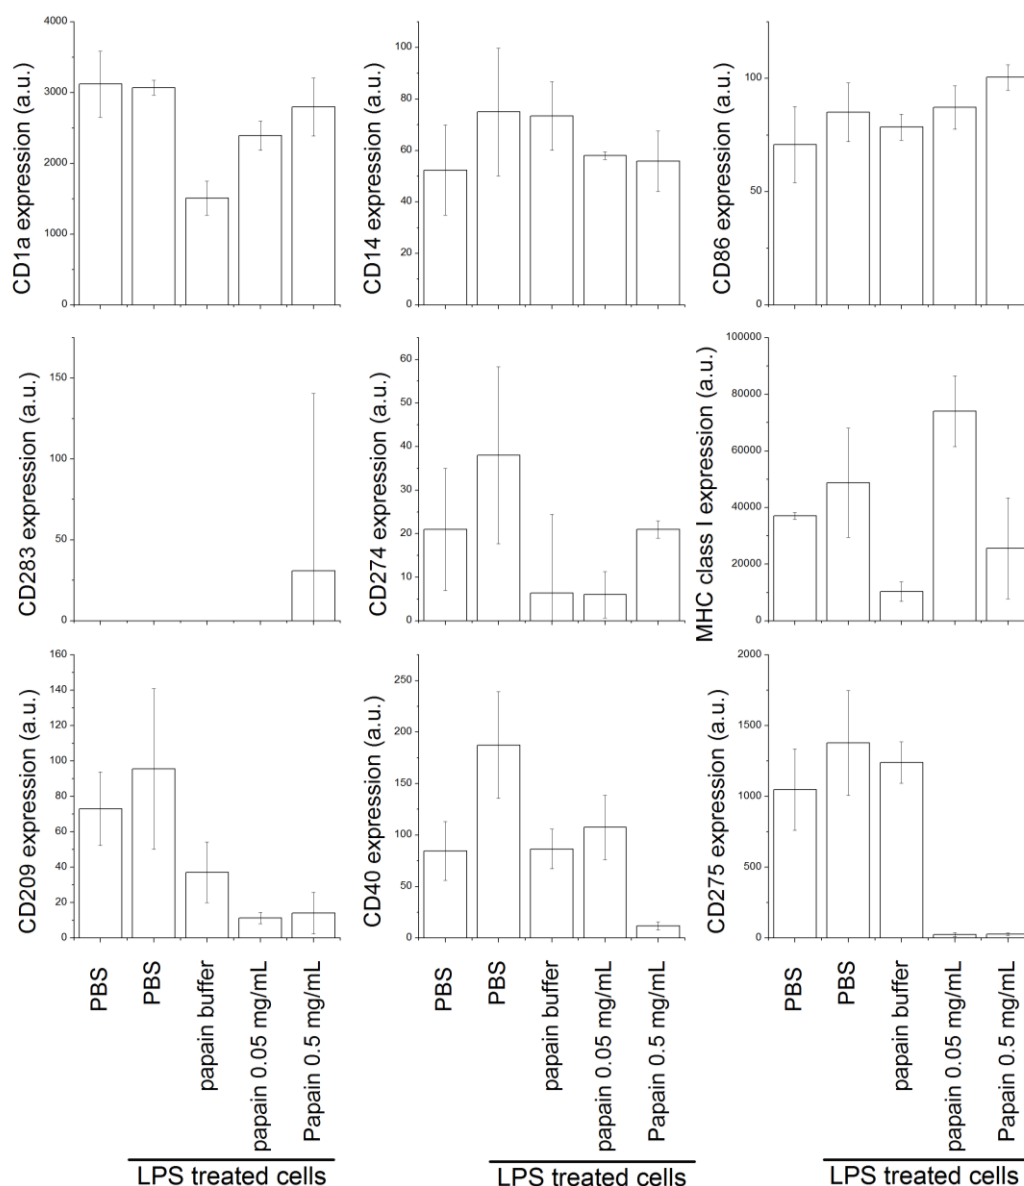 CD1a expression (a.u.)
4000
3000
2000
1000
0
CD14 expression (a.u.)
100
80
60
40
20
0
CD86 expression (a.u.)
100
50
0
CD283 expression (a.u.)
150
100
50
0
CD274 expression (a.u.)
60
50
40
30
20
10
0
MHC class I expression (a.u.)
100000
80000
60000
40000
20000
0
CD209 expression (a.u.)
160
140
120
100
80
60
40
20
0
CD40 expression (a.u.)
250
200
150
100
50
0
CD275 expression (a.u.)
2000
1500
1000
500
0
PBS
PBS
papain buffer
papain 0.05 mg/mL
Papain 0.5 mg/mL
LPS treated cells
PBS
PBS
papain buffer
papain 0.05 mg/mL
Papain 0.5 mg/mL
LPS treated cells
PBS
PBS
papain buffer
papain 0.05 mg/mL
Papain 0.5 mg/mL
LPS treated cells